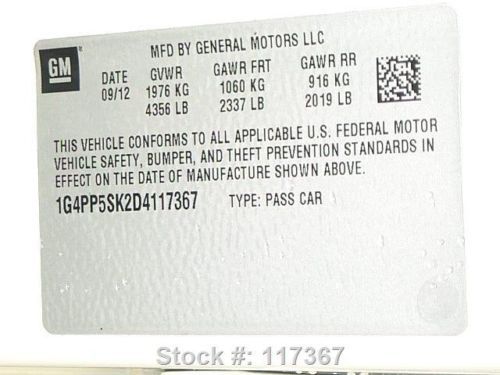 GM
MFD BY GENERAL MOTORS LLC
DATE GVWR GAWR FRT GAWR RR
09/12 1976 KG 1060 KG 916 KG
4356 LB 2337 LB 2019 LB
THIS VEHICLE CONFORMS TO ALL APPLICABLE U.S. FEDERAL MOTOR
VEHICLE SAFETY, BUMPER, AND THEFT PREVENTION STANDARDS IN
EFFECT ON THE DATE OF MANUFACTURE SHOWN ABOVE.
1G4PP5SK2D4117367 TYPE: PASS CAR
Stock #: 117367